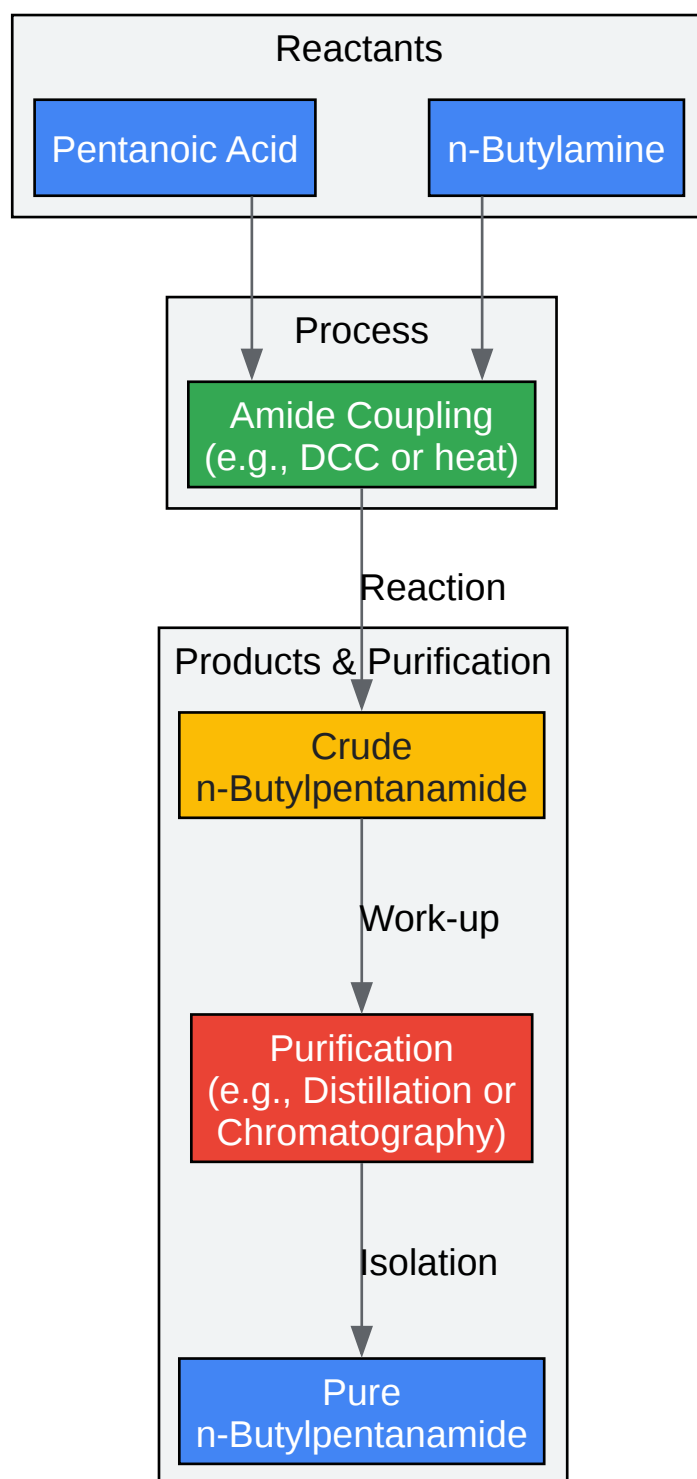 Reactants
Pentanoic Acid
n-Butylamine
Process
Amide Coupling
(e.g., DCC or heat)
Reaction
Products & Purification
Crude
n-Butylpentanamide
Work-up
Purification
(e.g., Distillation or
Chromatography)
Isolation
Pure
n-Butylpentanamide